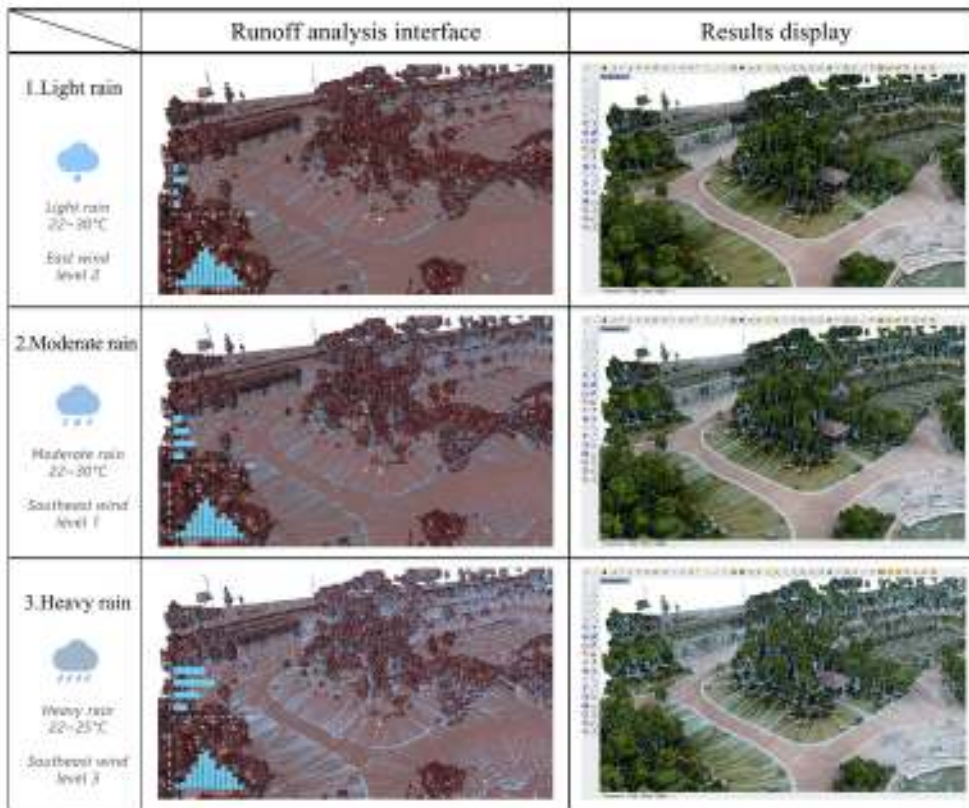 Runoff analysis interface
Results display
1.Light rain
Light rain
22~30°C
East wind
level 2
2.Moderate rain
Moderate rain
22~30°C
Southeast wind
level 1
3.Heavy rain
Heavy rain
22~25°C
Southeast wind
level 3